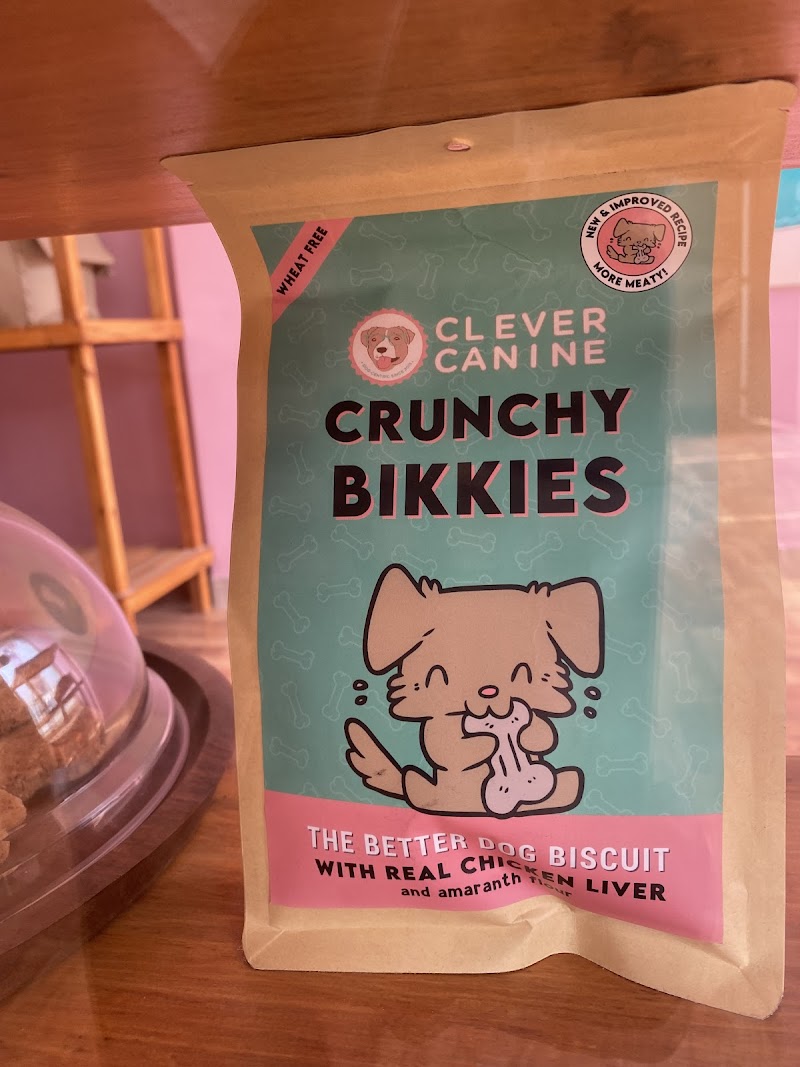 WHEAT FREE
NEW & IMPROVED RECIPE
MORE MEATY!
CLEVER
CANINE
CRUNCHY
BIKKIES
THE BETTER DOG BISCUIT
WITH REAL CHICKEN LIVER
and amaranth flour